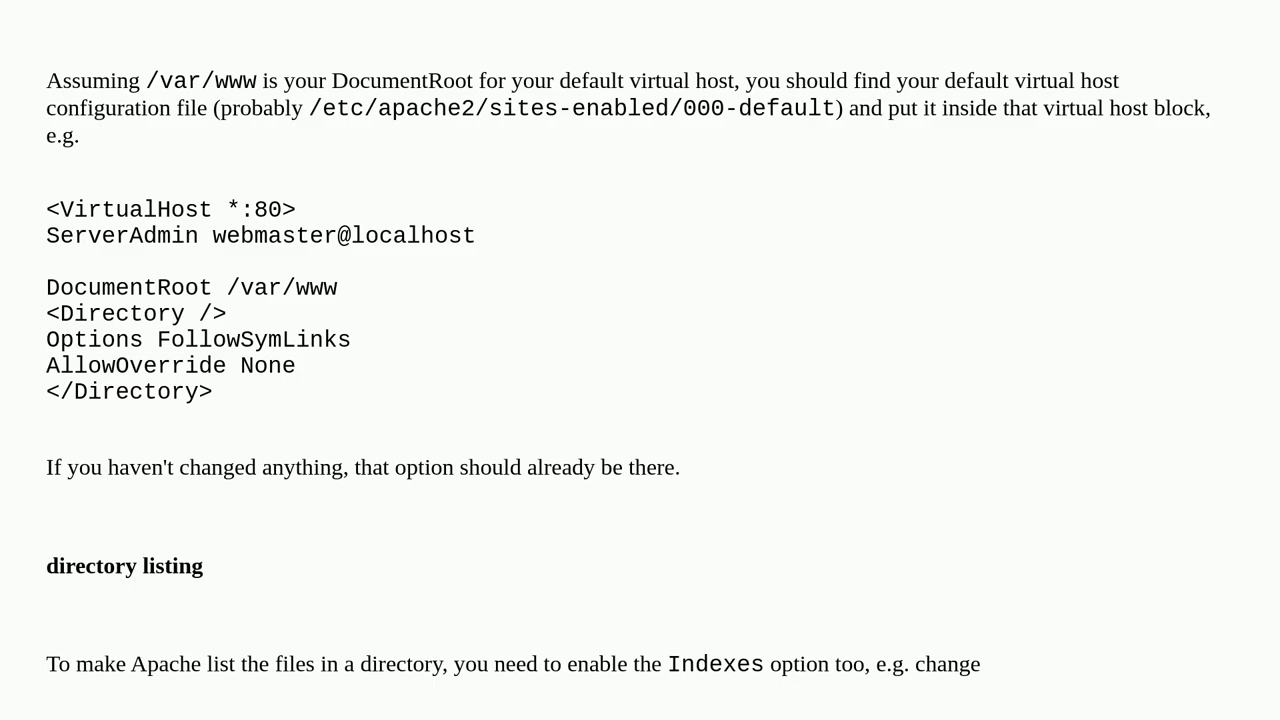 Assuming /var/www is your DocumentRoot for your default virtual host, you should find your default virtual host
configuration file (probably /etc/apache2/sites-enabled/000-default) and put it inside that virtual host block,
e.g.
<VirtualHost *:80>
ServerAdmin webmaster@localhost
DocumentRoot /var/www
<Directory />
Options FollowSymLinks
AllowOverride None
</Directory>
If you haven't changed anything, that option should already be there.
directory listing
To make Apache list the files in a directory, you need to enable the Indexes option too, e.g. change